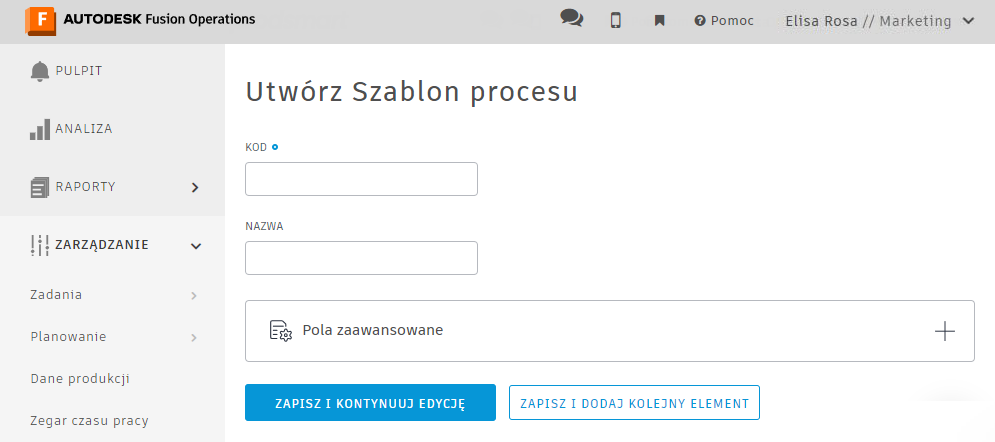 F AUTODESK Fusion Operations
Pomoc
Elisa Rosa // Marketing
PULPIT
ANALIZA
RAPORTY
ZARZĄDZANIE
Zadania
Planowanie
Dane produkcji
Zegar czasu pracy
Utwórz Szablon procesu
KOD
NAZWA
Pola zaawansowane
ZAPISZ I KONTYNUUJ EDYCJĘ
ZAPISZ I DODAJ KOLEJNY ELEMENT